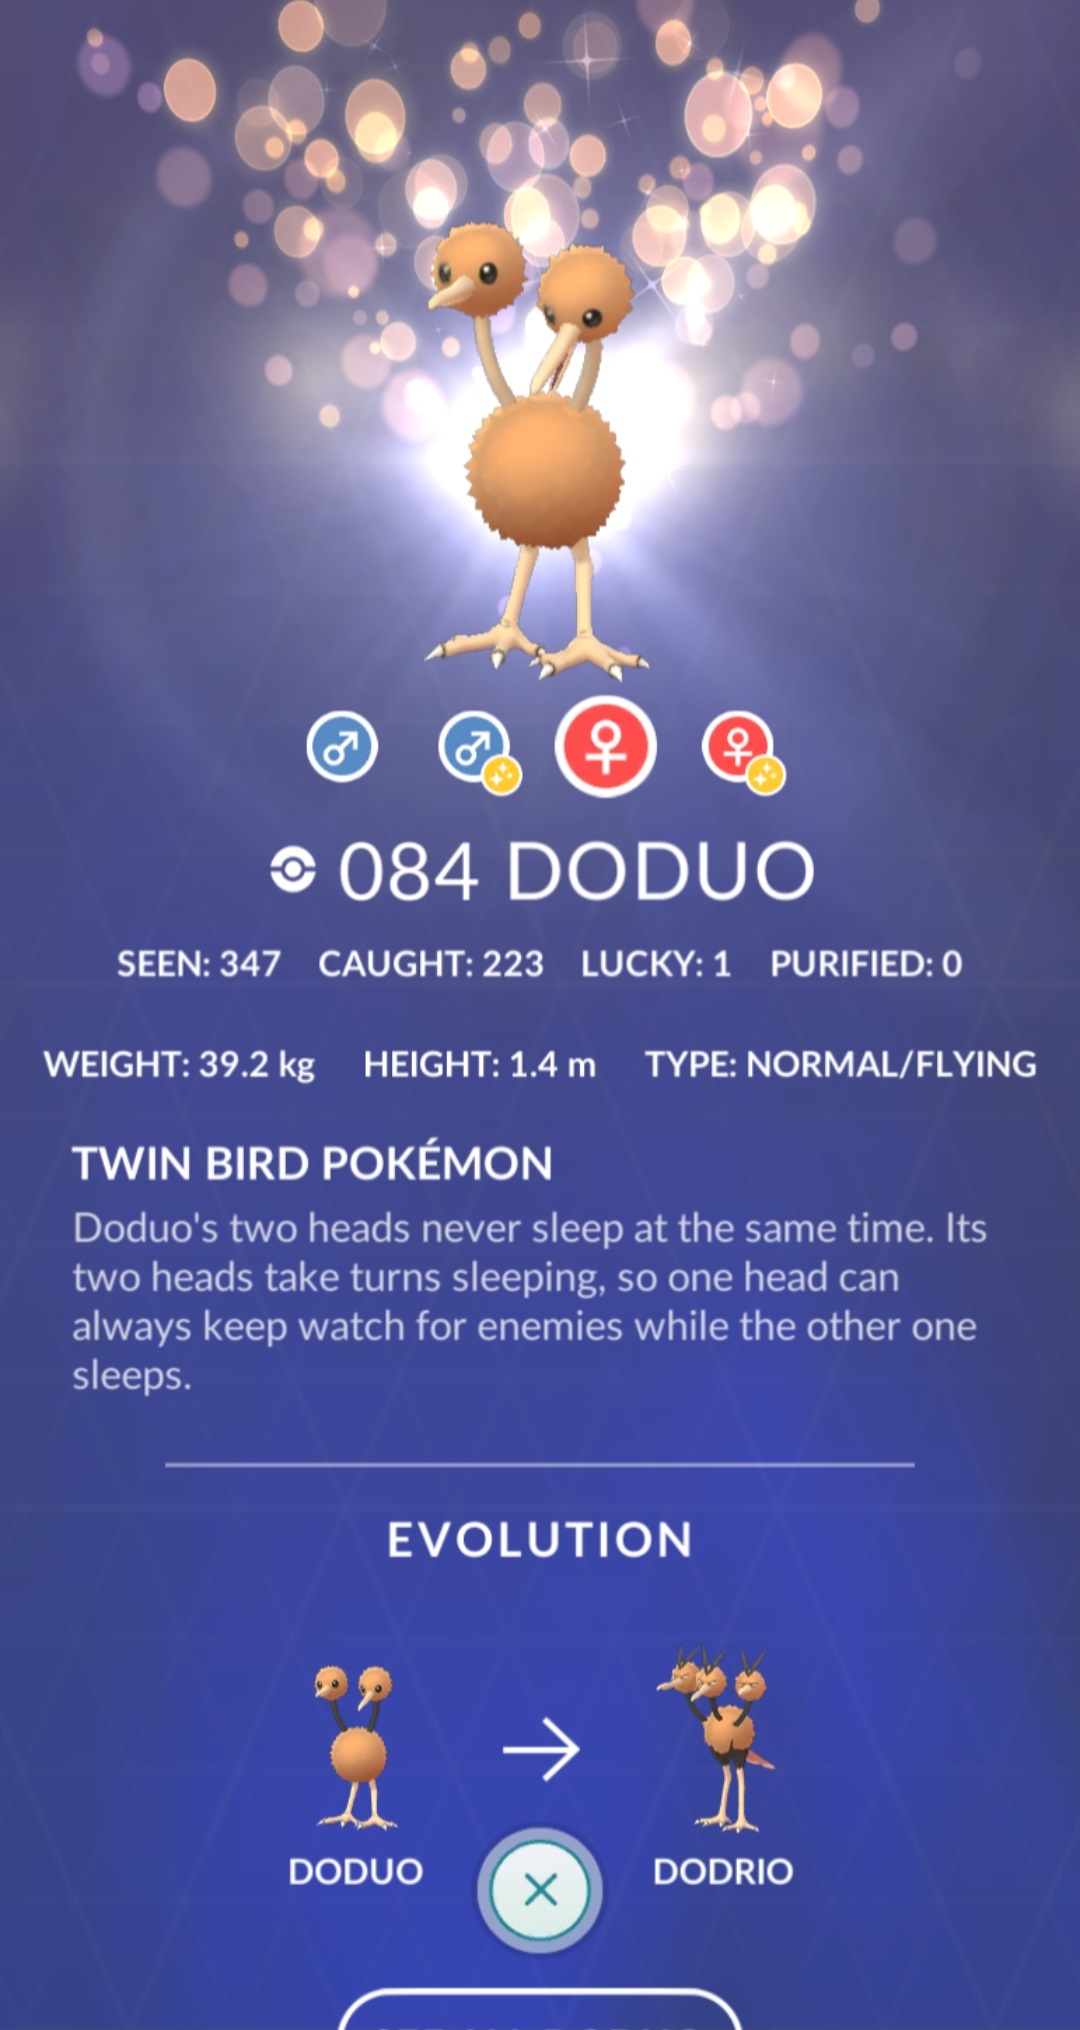 084 DODUO
SEEN: 347 CAUGHT: 223 LUCKY: 1 PURIFIED: 0
WEIGHT: 39.2 kg HEIGHT: 1.4 m TYPE: NORMAL/FLYING
TWIN BIRD POKÉMON
Doduo's two heads never sleep at the same time. Its
two heads take turns sleeping, so one head can
always keep watch for enemies while the other one
sleeps.
EVOLUTION
DODUO DODRIO